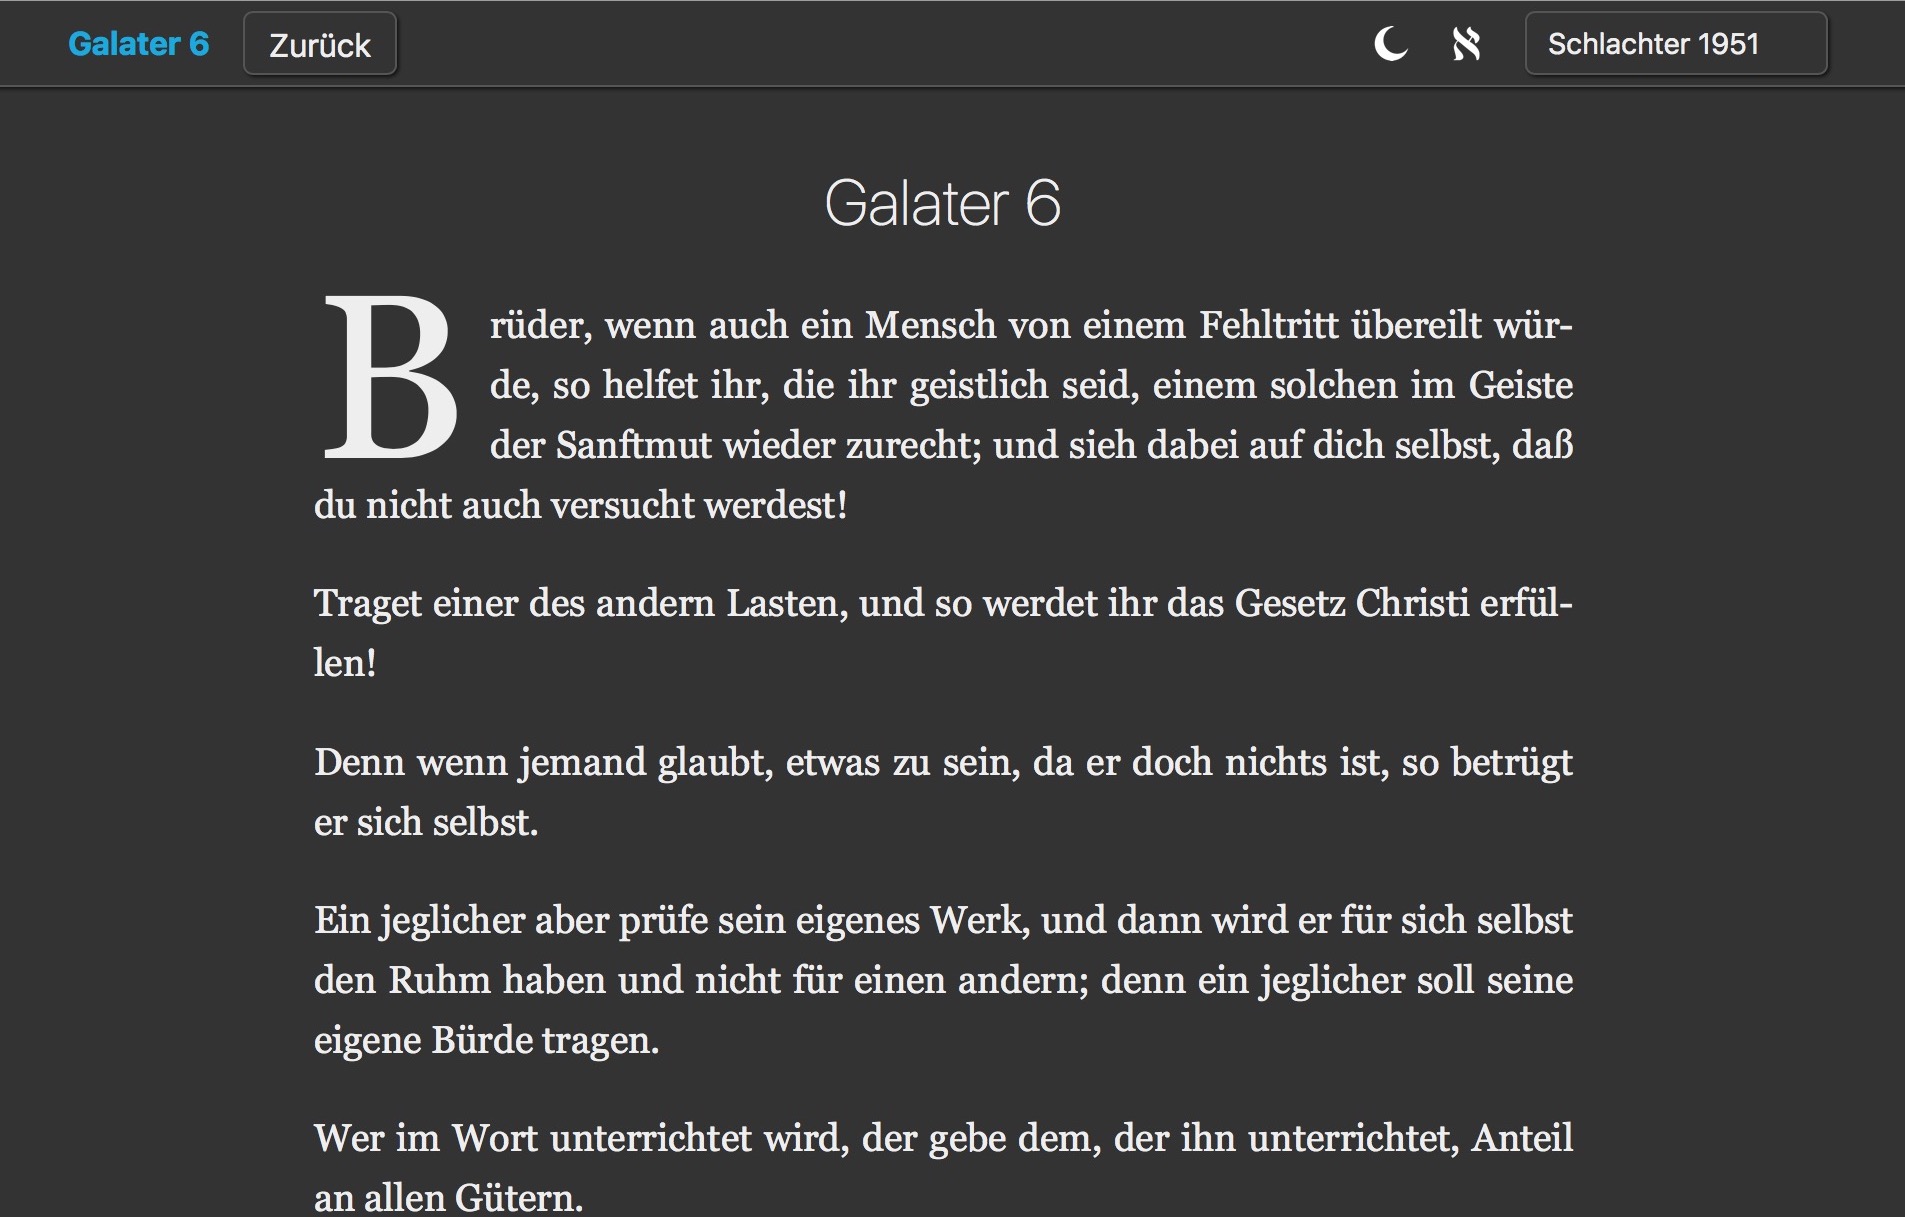 Galater 6 Zurück ℵ Schlachter 1951
Galater 6
Brüder, wenn auch ein Mensch von einem Fehltritt übereilt wür-
de, so helfet ihr, die ihr geistlich seid, einem solchen im Geiste
der Sanftmut wieder zurecht; und sieh dabei auf dich selbst, daß
du nicht auch versucht werdest!
Traget einer des andern Lasten, und so werdet ihr das Gesetz Christi erfül-
len!
Denn wenn jemand glaubt, etwas zu sein, da er doch nichts ist, so betrügt
er sich selbst.
Ein jeglicher aber prüfe sein eigenes Werk, und dann wird er für sich selbst
den Ruhm haben und nicht für einen andern; denn ein jeglicher soll seine
eigene Bürde tragen.
Wer im Wort unterrichtet wird, der gebe dem, der ihn unterrichtet, Anteil
an allen Gütern.